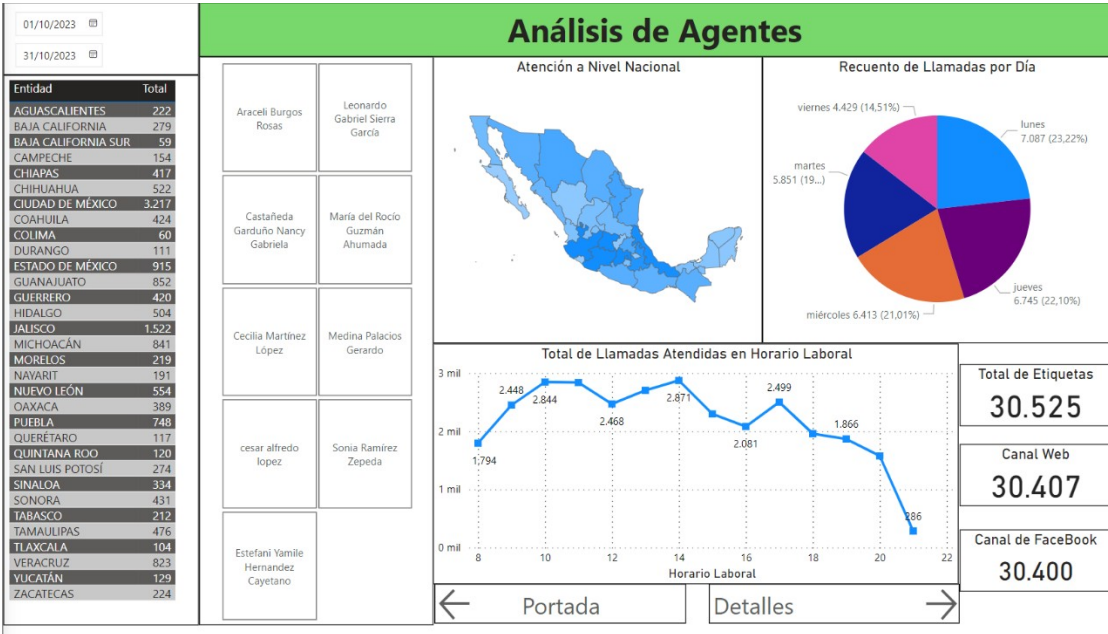 01/10/2023
31/10/2023
Análisis de Agentes
Entidad Total
AGUASCALIENTES 222
BAJA CALIFORNIA 279
BAJA CALIFORNIA SUR 59
CAMPECHE 154
CHIAPAS 417
CHIHUAHUA 522
CIUDAD DE MÉXICO 3.217
COAHUILA 424
COLIMA 60
DURANGO 111
ESTADO DE MÉXICO 915
GUANAJUATO 852
GUERRERO 420
HIDALGO 504
JALISCO 1.522
MICHOACÁN 841
MORELOS 219
NAYARIT 191
NUEVO LEÓN 554
OAXACA 389
PUEBLA 748
QUERÉTARO 117
QUINTANA ROO 120
SAN LUIS POTOSÍ 274
SINALOA 334
SONORA 431
TABASCO 212
TAMAULIPAS 476
TLAXCALA 104
VERACRUZ 823
YUCATÁN 129
ZACATECAS 224
Araceli Burgos
Rosas
Leonardo
Gabriel Sierra
García
Castañeda
Garduño Nancy
Gabriela
María del Rocío
Guzmán
Ahumada
Cecilia Martínez
López
Medina Palacios
Gerardo
cesar alfredo
lopez
Sonia Ramírez
Zepeda
Estefani Yamile
Hernandez
Cayetano
Atención a Nivel Nacional
Recuento de Llamadas por Día
viernes 4.429 (14,51%)
lunes
7.087 (23,22%)
martes
5.851 (19...)
jueves
6.745 (22,10%)
miércoles 6.413 (21,01%)
Total de Llamadas Atendidas en Horario Laboral
3 mil
2 mil
1 mil
0 mil
1.794
2.448
2.844
2.468
2.871
2.081
2.499
1.866
286
8 10 12 14 16 18 20 22
Horario Laboral
Total de Etiquetas
30.525
Canal Web
30.407
Canal de FaceBook
30.400
Portada
Detalles